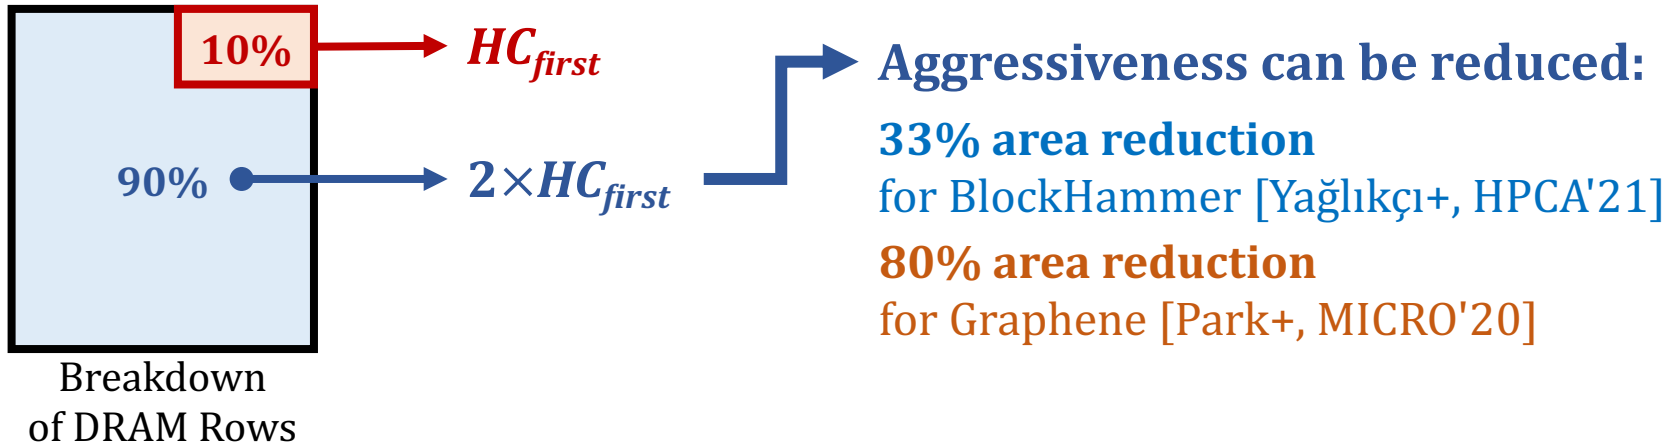 10%
HCfirst
90%
2×HCfirst
Breakdown
of DRAM Rows
Aggressiveness can be reduced:
33% area reduction
for BlockHammer [Yağlıkçı+, HPCA'21]
80% area reduction
for Graphene [Park+, MICRO'20]